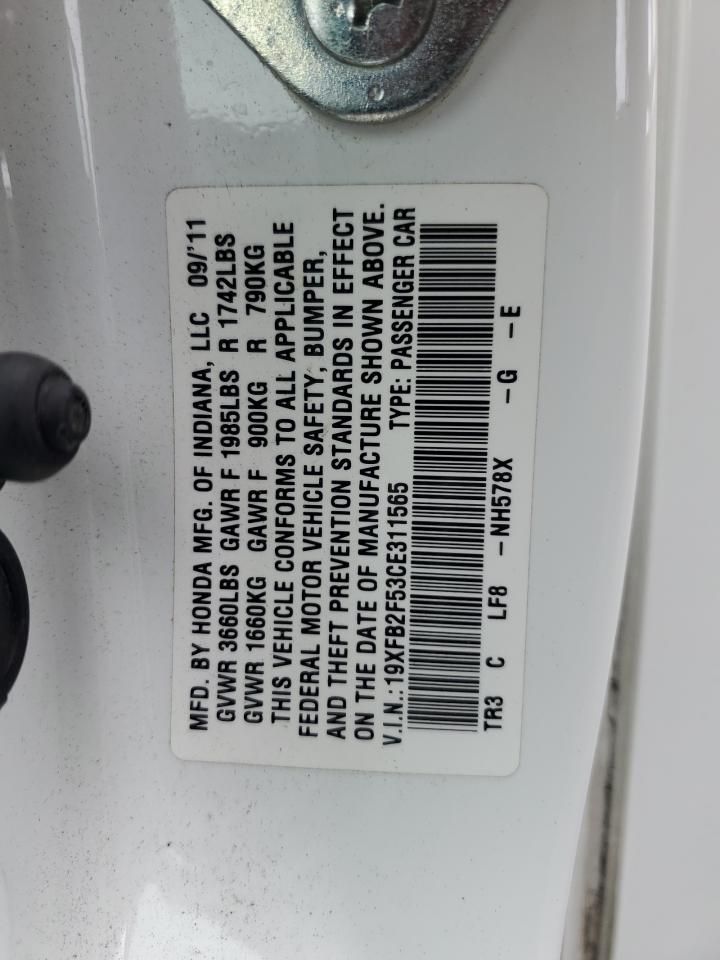 MFD. BY HONDA MFG. OF INDIANA, LLC 09/'11
GVWR 3660LBS GAWR F 1985LBS R 1742LBS
GVWR 1660KG GAWR F 900KG R 790KG
THIS VEHICLE CONFORMS TO ALL APPLICABLE
FEDERAL MOTOR VEHICLE SAFETY, BUMPER,
AND THEFT PREVENTION STANDARDS IN EFFECT
ON THE DATE OF MANUFACTURE SHOWN ABOVE.
V.I.N.: 19XFB2F53CE311565 TYPE: PASSENGER CAR
TR3 C LF8 -NH578X -G -E